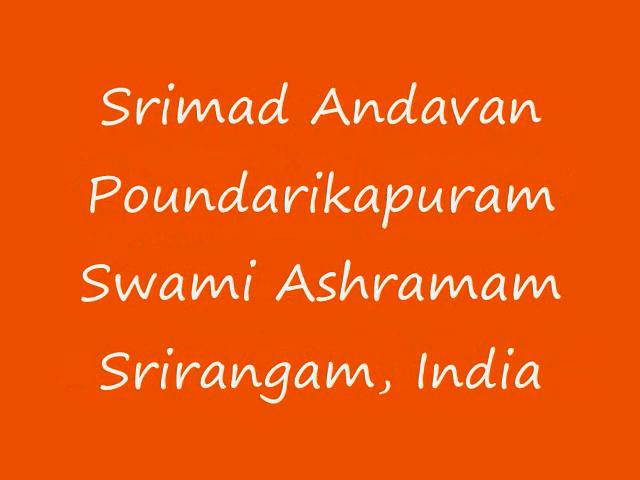 Srimad Andavan
Poundarikapuram
Swami Ashramam
Srirangam, India